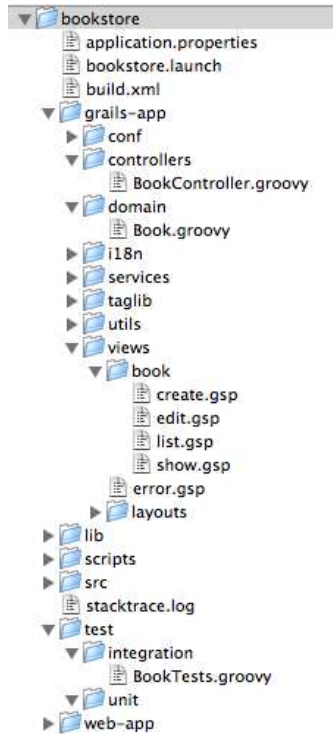 bookstore
application.properties
bookstore.launch
build.xml
grails-app
conf
controllers
BookController.groovy
domain
Book.groovy
i18n
services
taglib
utils
views
book
create.gsp
edit.gsp
list.gsp
show.gsp
error.gsp
layouts
lib
scripts
src
stacktrace.log
test
integration
BookTests.groovy
unit
web-app